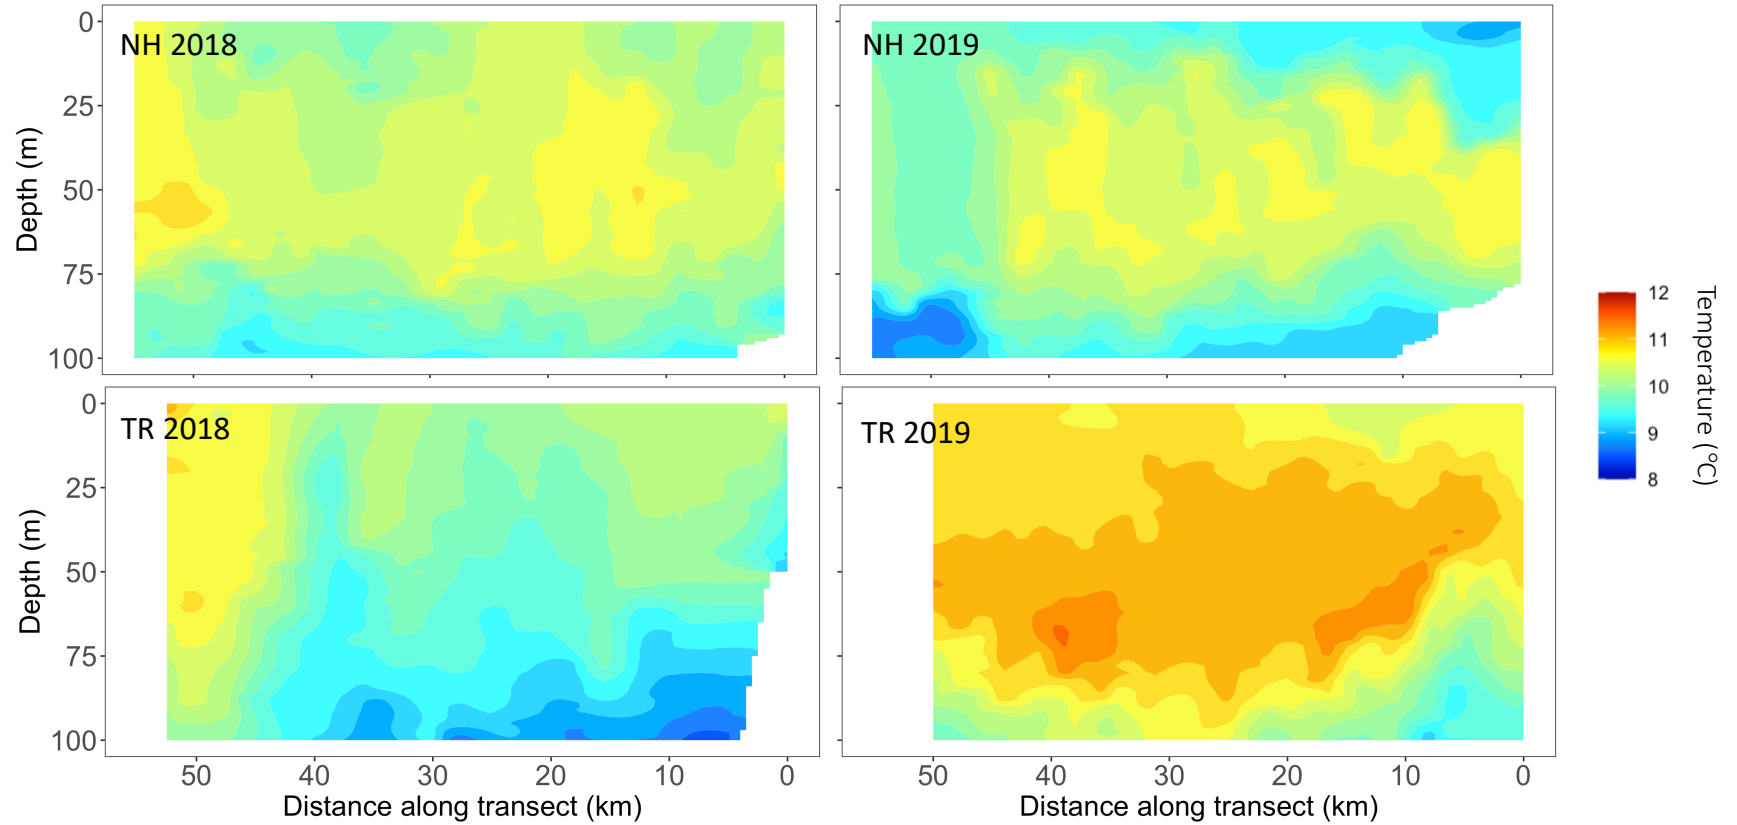 NH 2018
NH 2019
0
25
50
75
100
Depth (m)
TR 2018
TR 2019
0
25
50
75
100
Depth (m)
50 40 30 20 10 0
50 40 30 20 10 0
Distance along transect (km)
Distance along transect (km)
12
11
10
9
8
Temperature (°C)